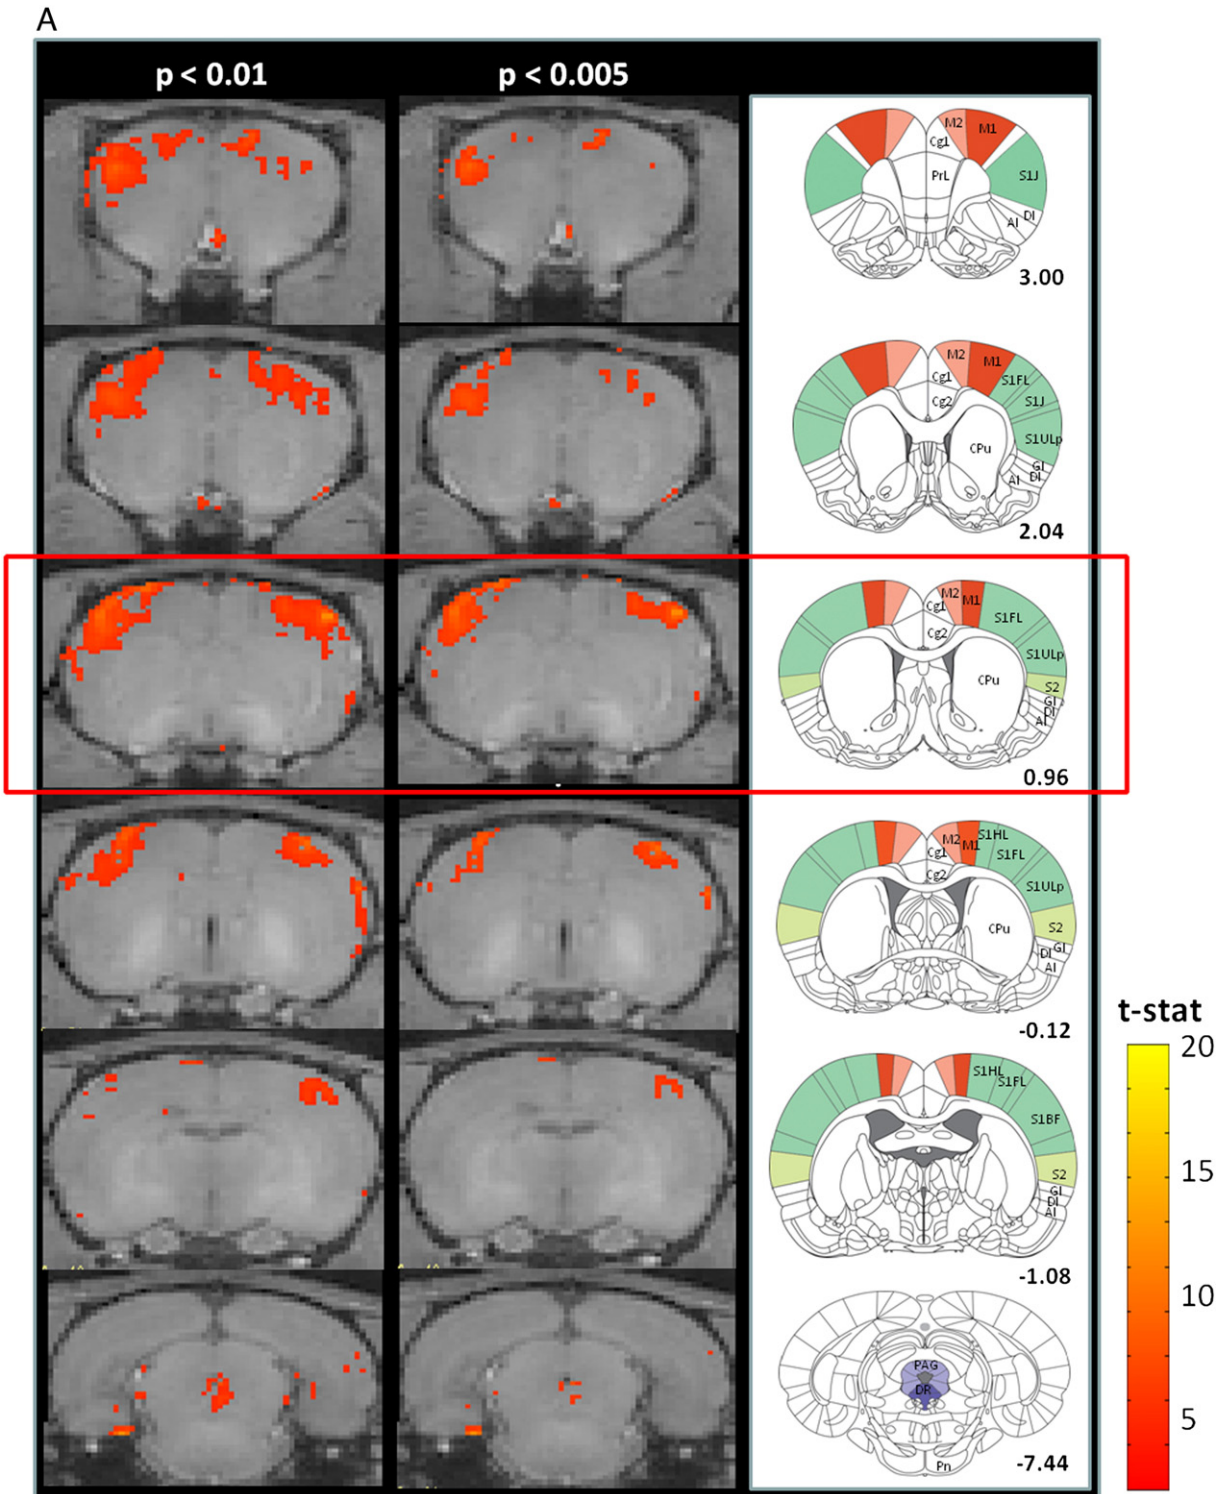 A
p < 0.01
p < 0.005
M2
M1
Cg1
PrL
S1J
DI
AI
3.00
M2
M1
S1FL
Cg1
S1J
Cg2
S1ULp
CPu
GI
DI
AI
2.04
M2
M1
Cg1
S1FL
Cg2
S1ULp
CPu
S2
GI
DI
AI
0.96
S1HL
M2
M1
Cg1
S1FL
Cg2
S1ULp
CPu
S2
GI
DI
AI
-0.12
t-stat
20
S1HL
S1FL
S1BF
15
S2
GI
DI
AI
-1.08
10
PAG
DR
5
Pn
-7.44